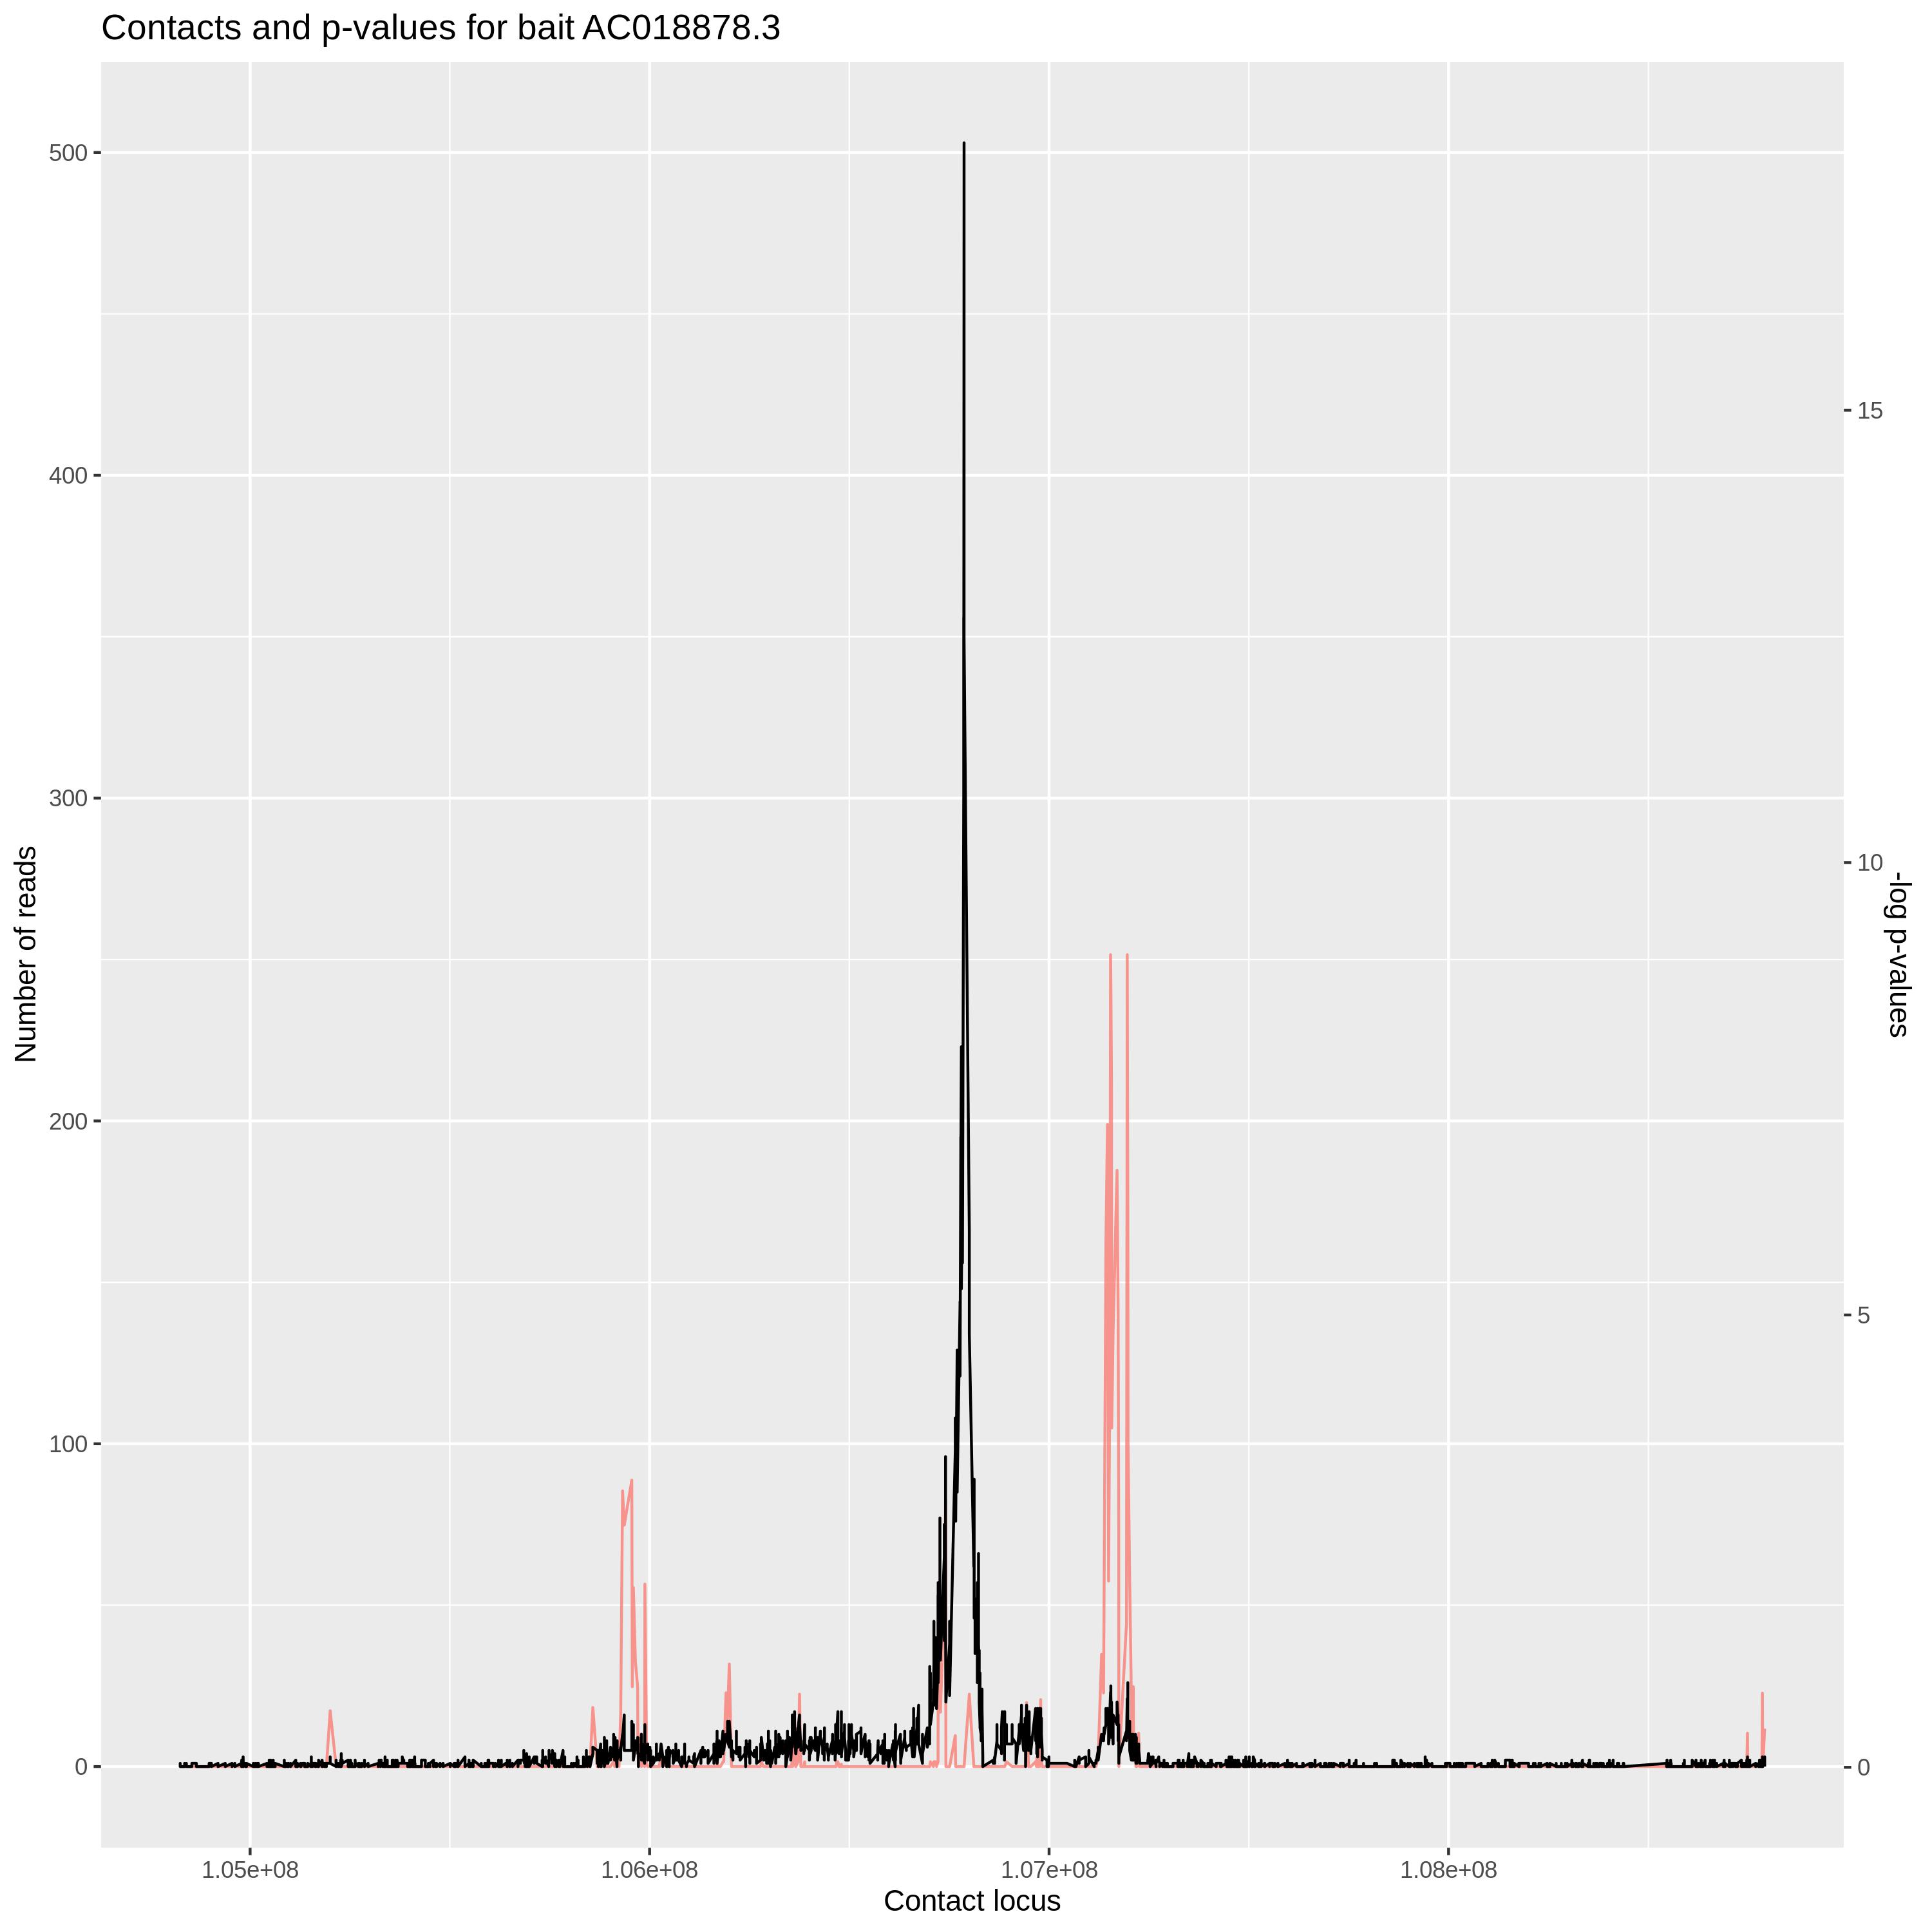 Contacts and p-values for bait AC018878.3
500
400
300
200
100
0
Number of reads
15
10
5
0
-log p-values
1.05e+08
1.06e+08
1.07e+08
1.08e+08
Contact locus